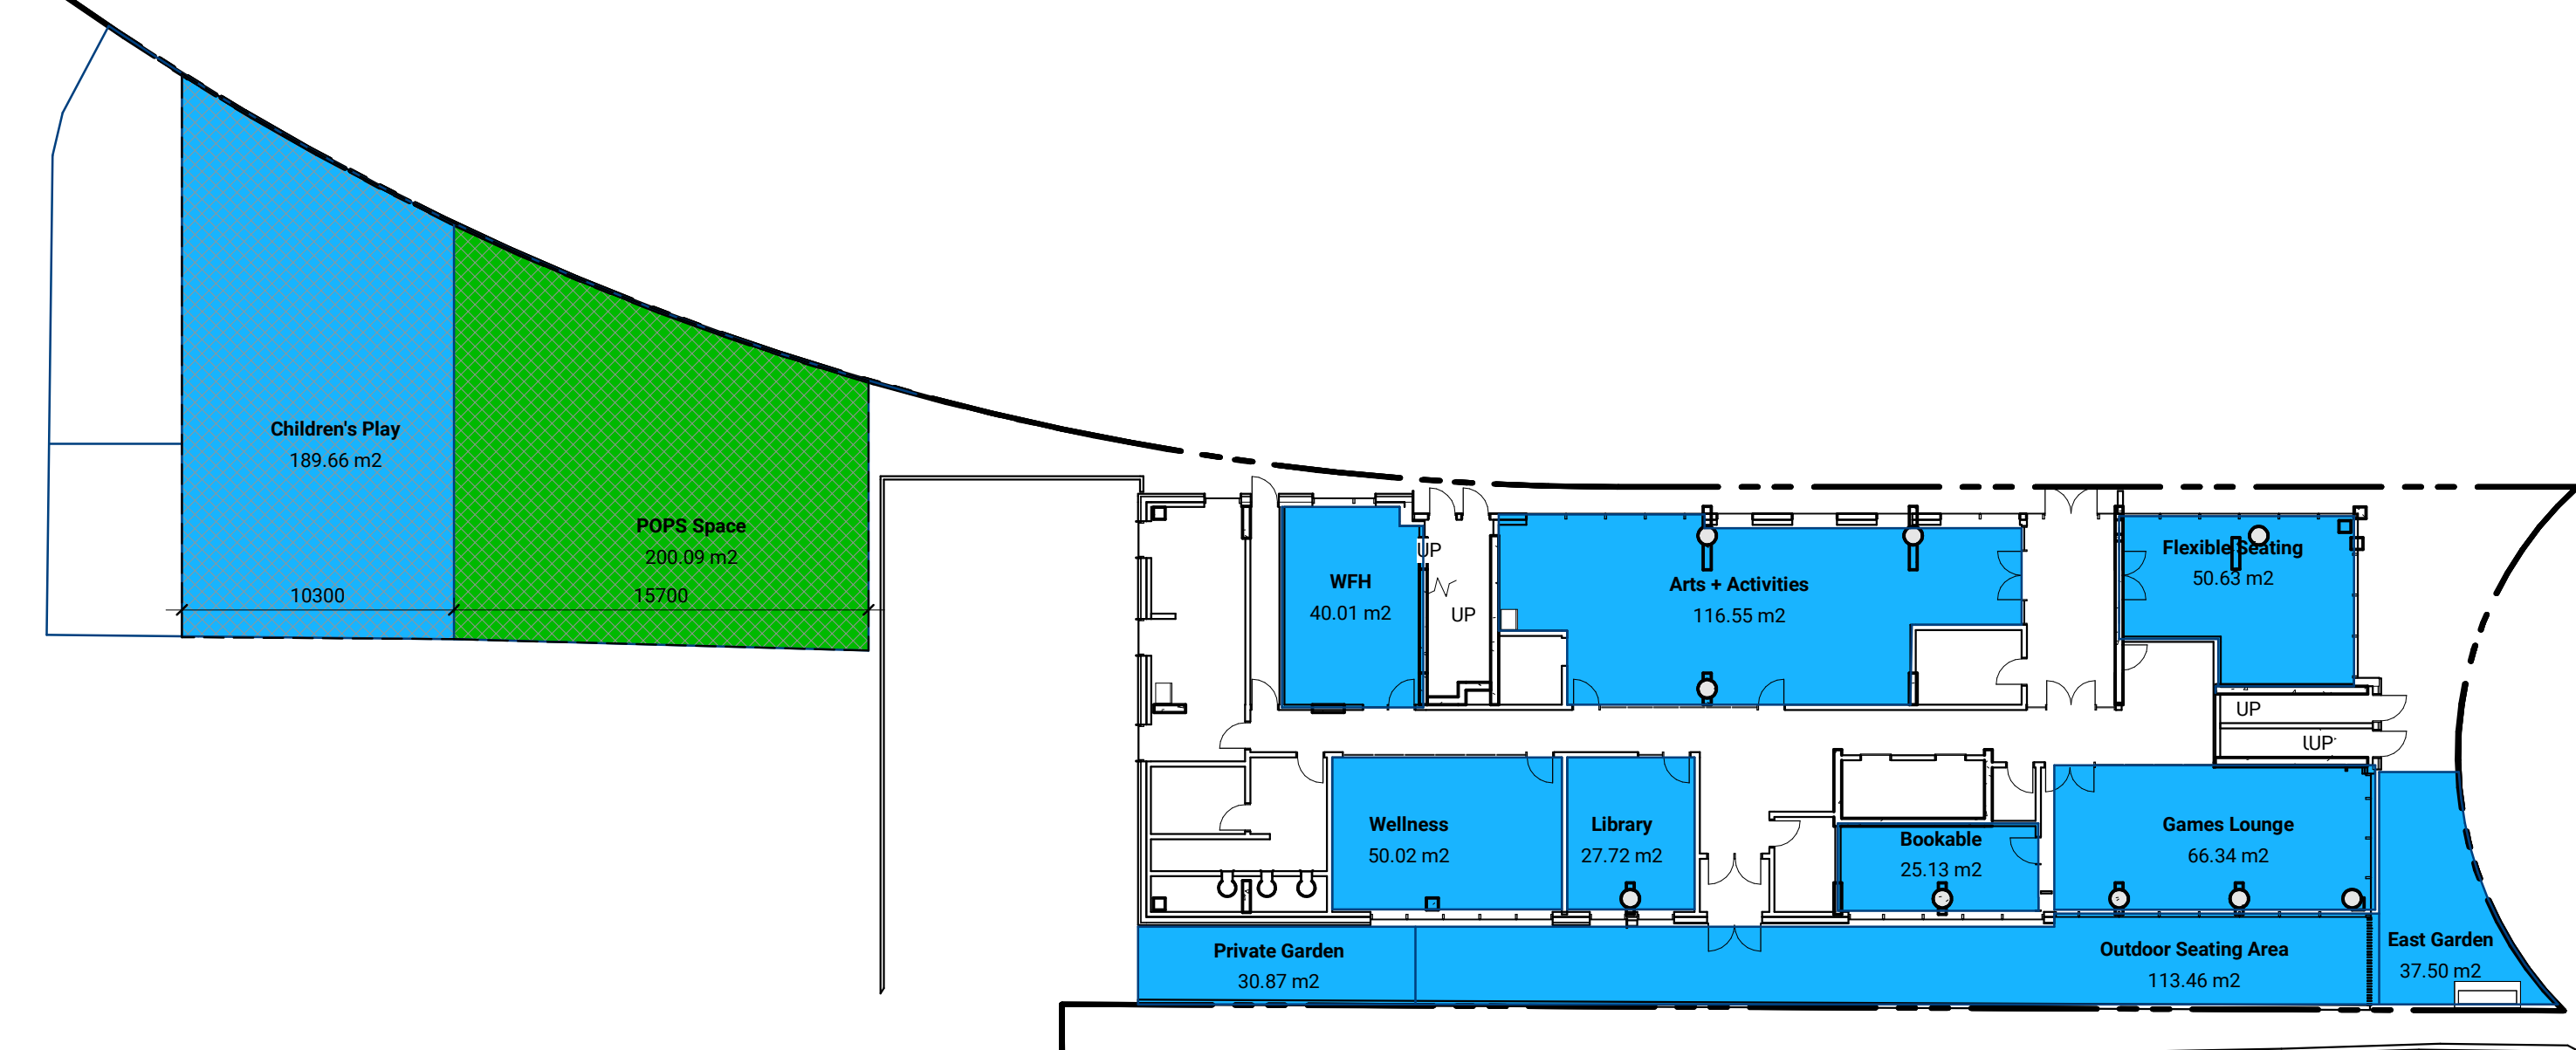 Children's Play
189.66 m2
POPS Space
200.09 m2
10300
15700
WFH
40.01 m2
UP
UP
Arts + Activities
116.55 m2
Flexible Seating
50.63 m2
UP
UP
Wellness
50.02 m2
Library
27.72 m2
Bookable
25.13 m2
Games Lounge
66.34 m2
Private Garden
30.87 m2
Outdoor Seating Area
113.46 m2
East Garden
37.50 m2